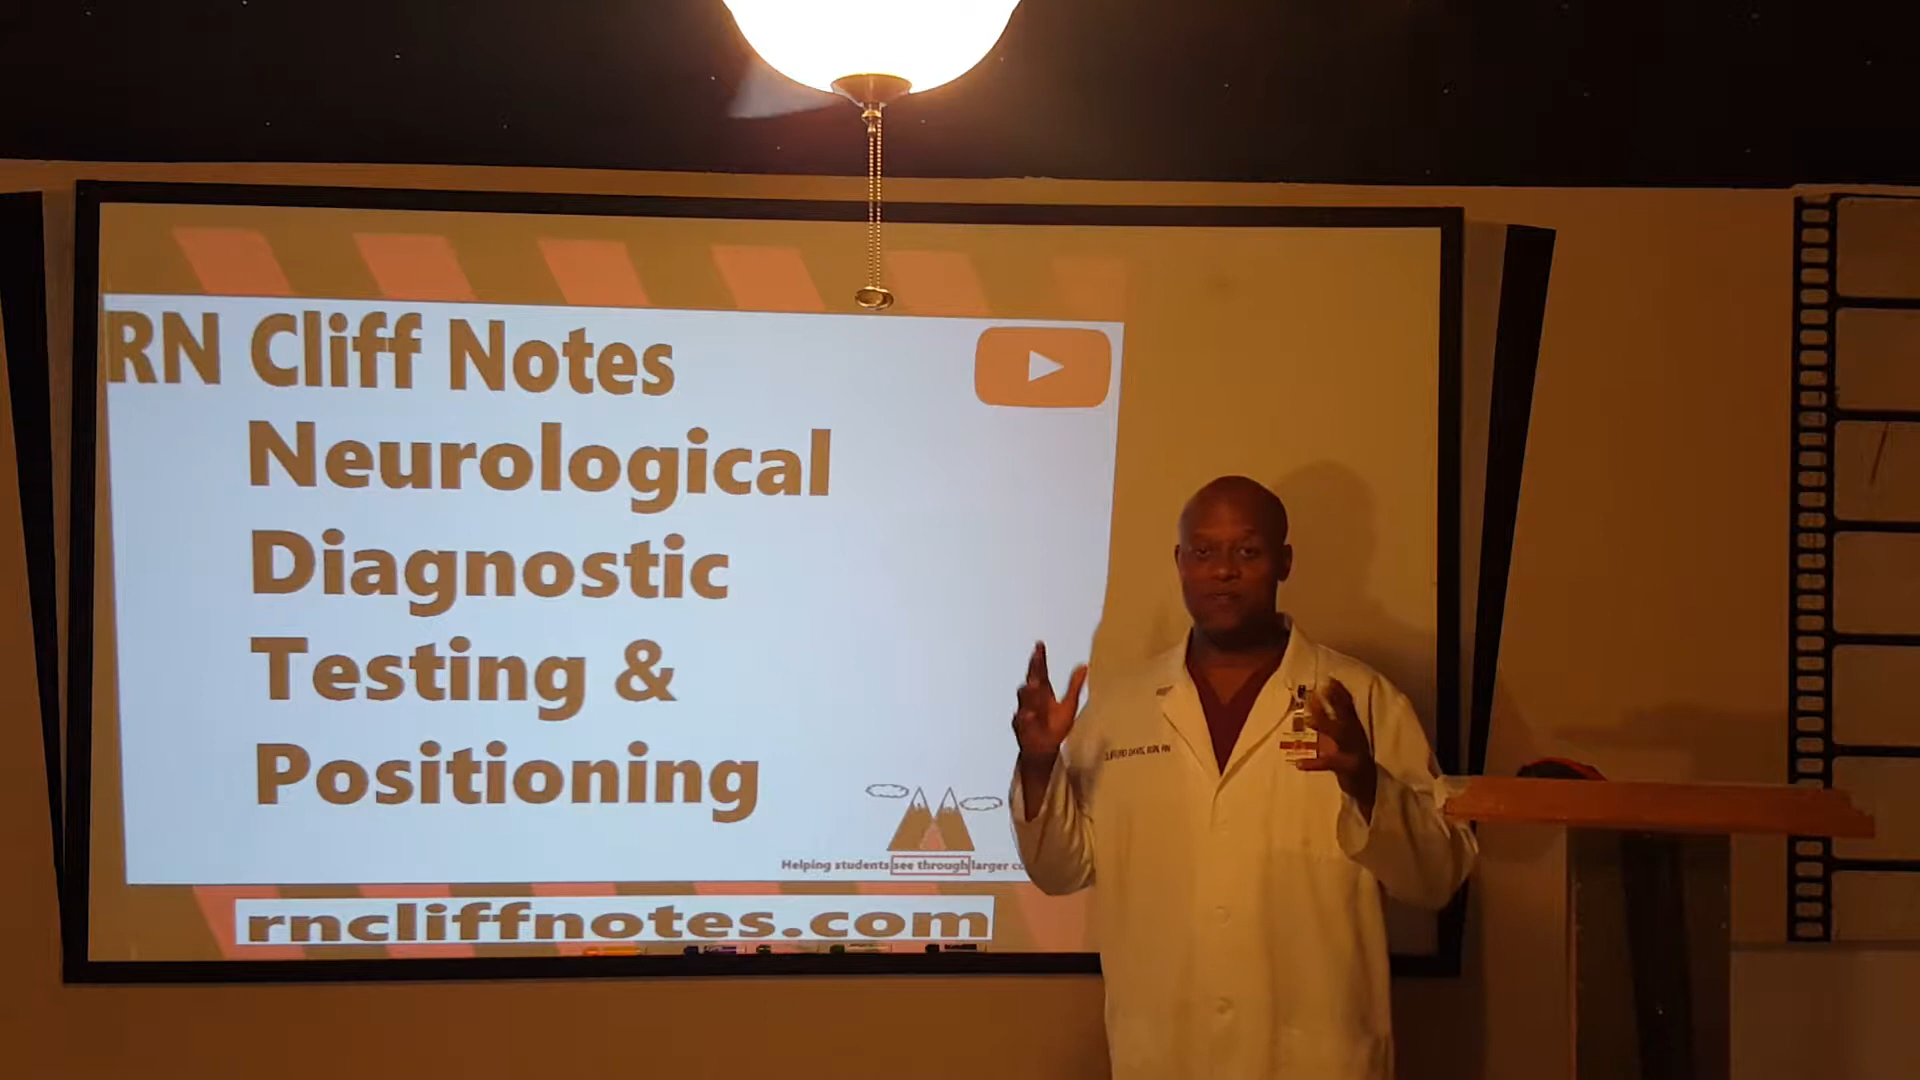 RN Cliff Notes
Neurological
Diagnostic
Testing &
Positioning
Helping students see through larger
rncliffnotes.com